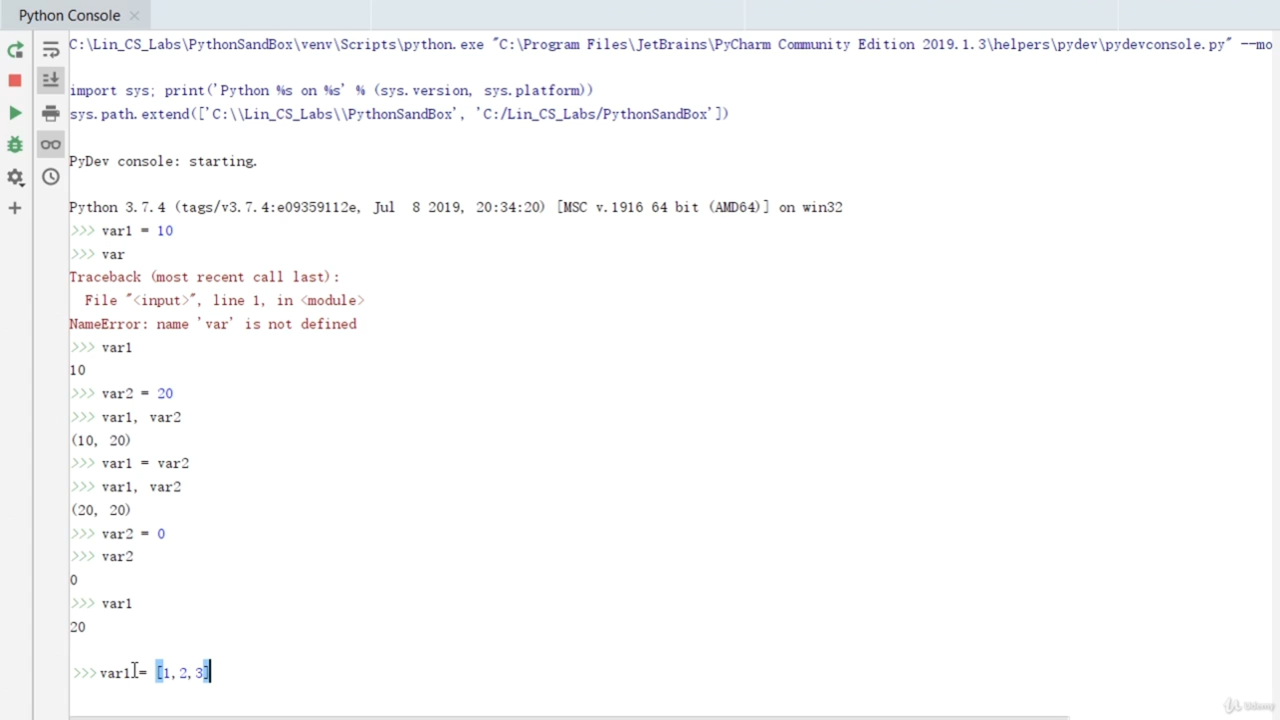 Python Console
C:\Lin_CS_Labs\PythonSandBox\venv\Scripts\python.exe "C:\Program Files\JetBrains\PyCharm Community Edition 2019.1.3\helpers\pydev\pydevconsole.py" --mo
import sys; print('Python %s on %s' % (sys.version, sys.platform))
sys.path.extend(['C:\\Lin_CS_Labs\\PythonSandBox', 'C:/Lin_CS_Labs/PythonSandBox'])
PyDev console: starting.
Python 3.7.4 (tags/v3.7.4:e09359112e, Jul  8 2019, 20:34:20) [MSC v.1916 64 bit (AMD64)] on win32
>>> var1 = 10
>>> var
Traceback (most recent call last):
  File "<input>", line 1, in <module>
NameError: name 'var' is not defined
>>> var1
10
>>> var2 = 20
>>> var1, var2
(10, 20)
>>> var1 = var2
>>> var1, var2
(20, 20)
>>> var2 = 0
>>> var2
0
>>> var1
20
>>> var1 = [1,2,3]
Udemy